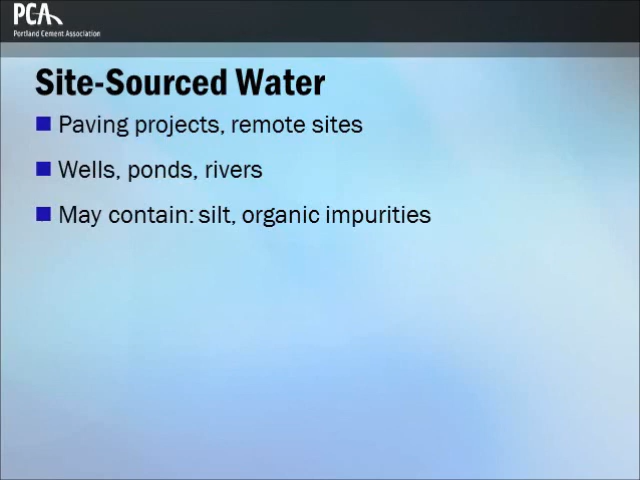 PCA
Portland Cement Association
Site-Sourced Water
Paving projects, remote sites
Wells, ponds, rivers
May contain: silt, organic impurities